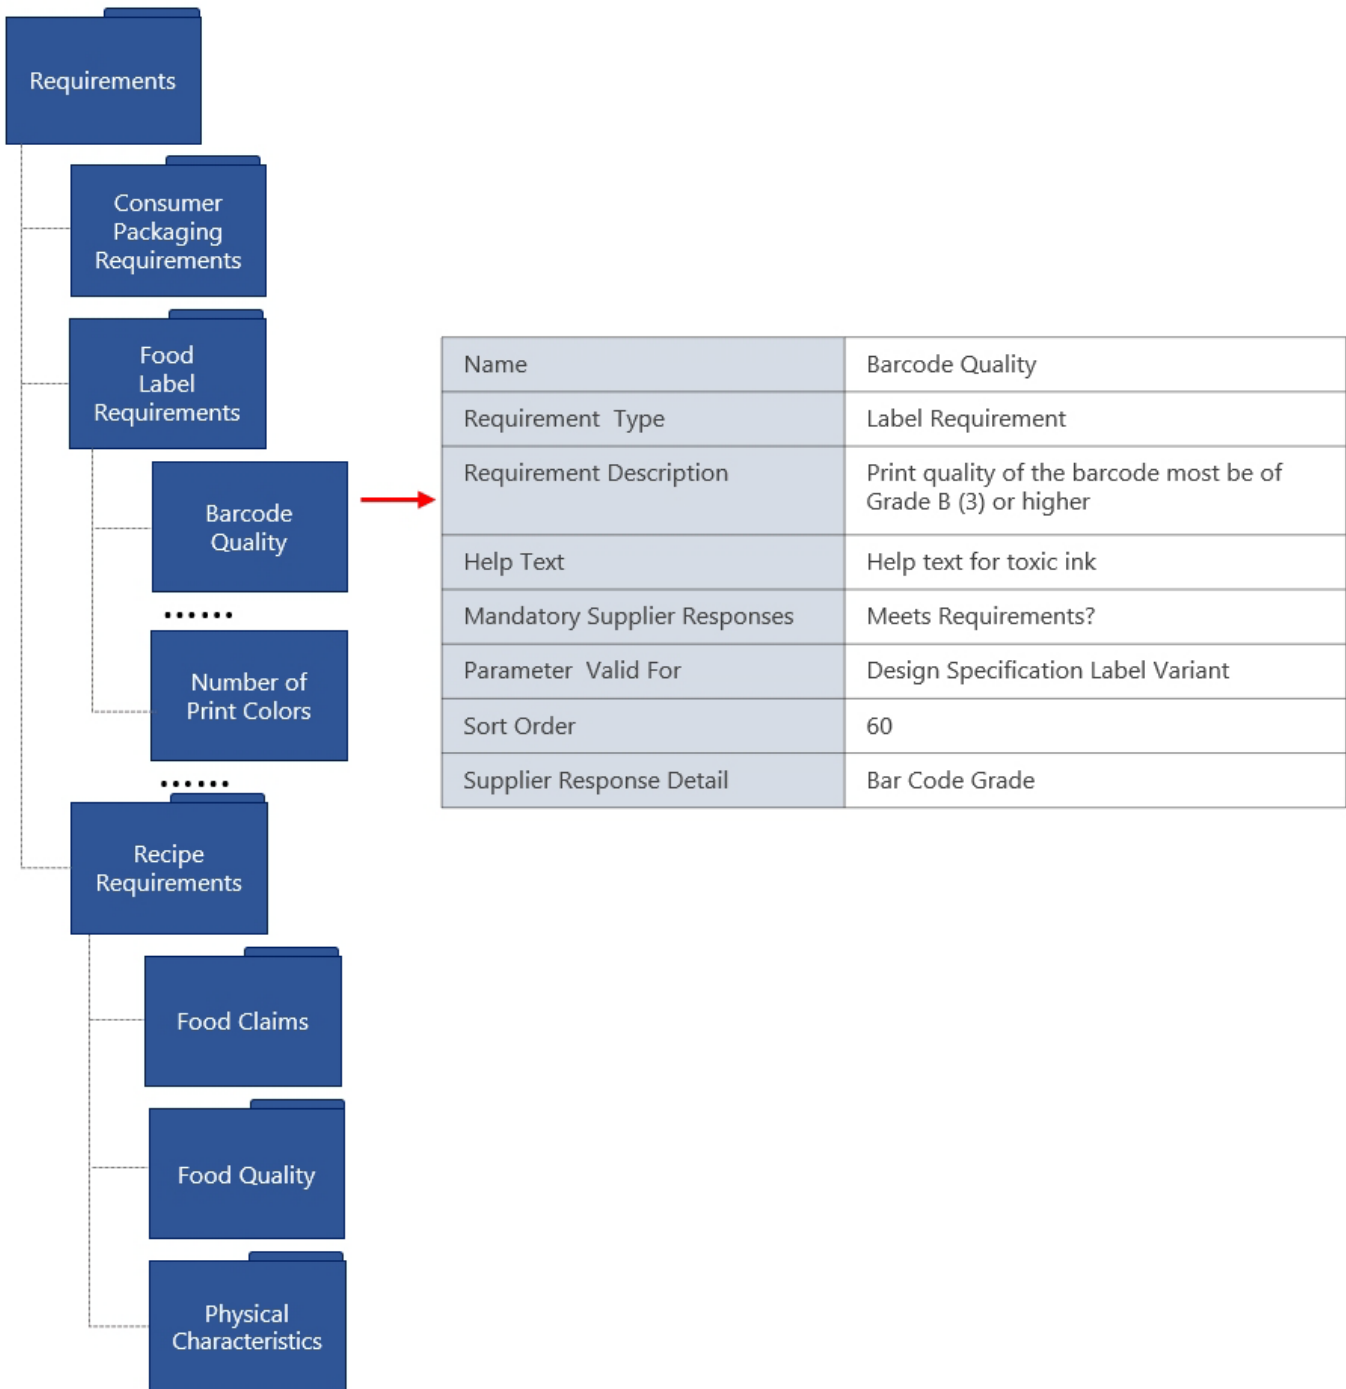 Requirements
Consumer
Packaging
Requirements
Food
Label
Requirements
Barcode
Quality
......
Number of
Print Colors
......
Recipe
Requirements
Food Claims
Food Quality
Physical
Characteristics
Name Barcode Quality
Requirement Type Label Requirement
Requirement Description Print quality of the barcode most be of
Grade B (3) or higher
Help Text Help text for toxic ink
Mandatory Supplier Responses Meets Requirements?
Parameter Valid For Design Specification Label Variant
Sort Order 60
Supplier Response Detail Bar Code Grade